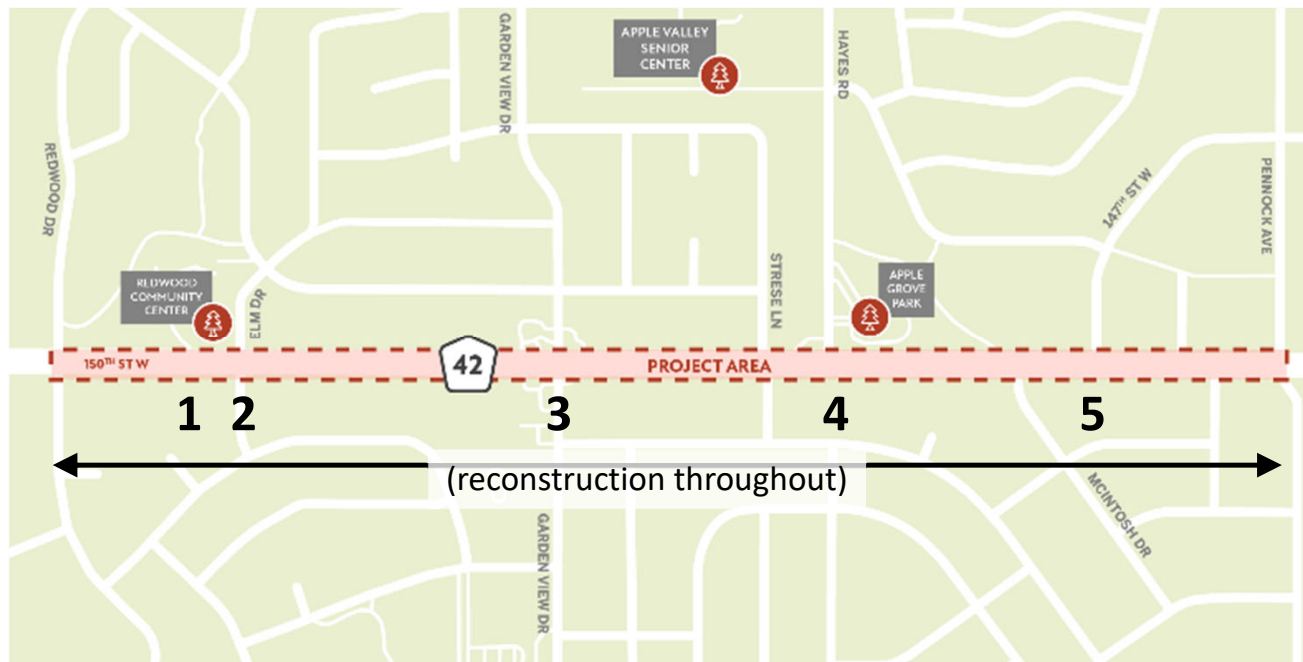 GARDEN VIEW DR
APPLE VALLEY
SENIOR
CENTER
HAYES RD
REDWOOD DR
PENNOCK AVE
147TH ST W
STRESE LN
REDWOOD
COMMUNITY
CENTER
ELM DR
APPLE
GROVE
PARK
150TH ST W
42
PROJECT AREA
1 2 3 4 5
(reconstruction throughout)
GARDEN VIEW DR
MCINTOSH DR